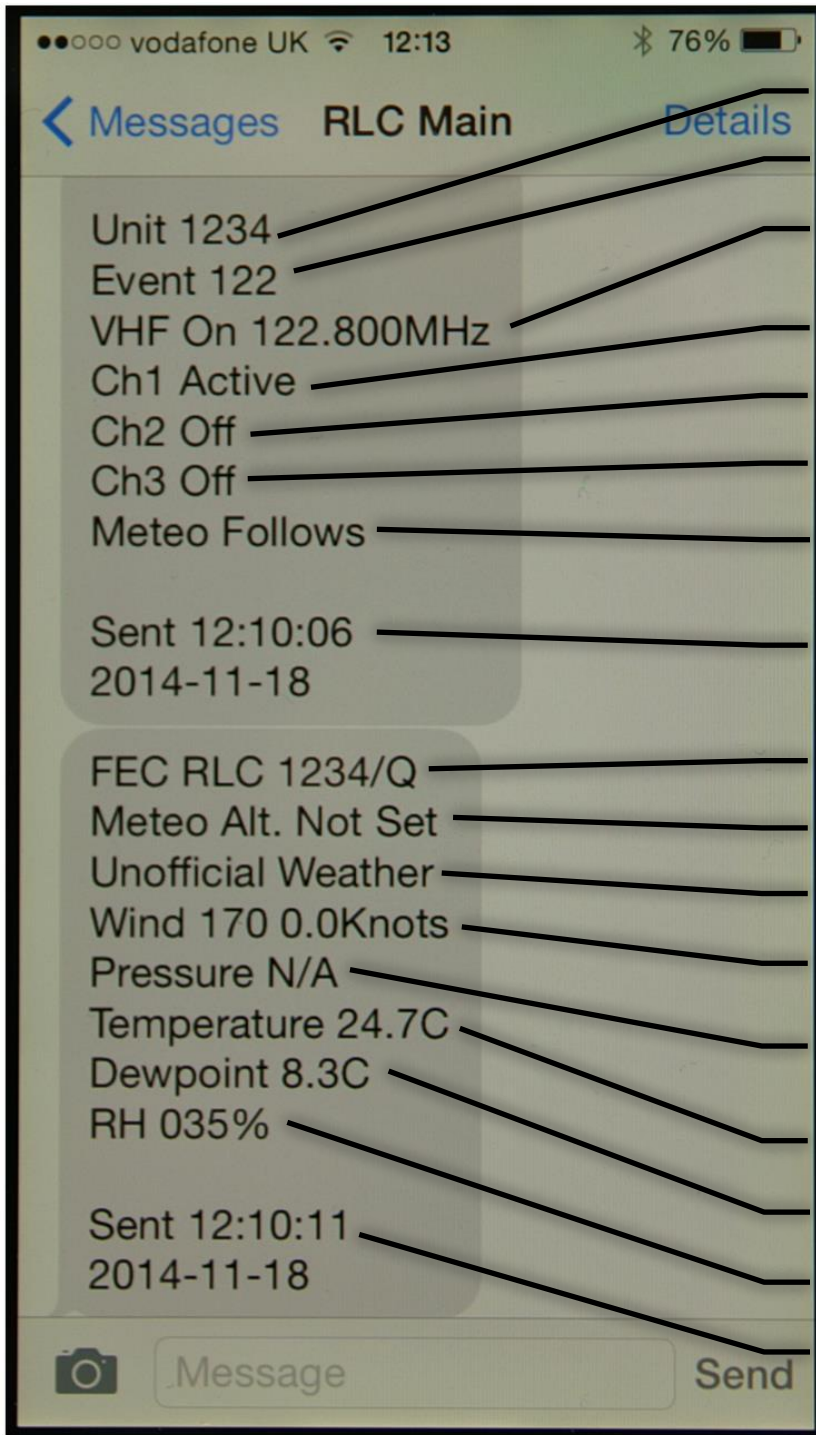 vodafone UK 12:13 76%
Messages RLC Main Details
Unit 1234
Event 122
VHF On 122.800MHz
Ch1 Active
Ch2 Off
Ch3 Off
Meteo Follows
Sent 12:10:06
2014-11-18
FEC RLC 1234/Q
Meteo Alt. Not Set
Unofficial Weather
Wind 170 0.0Knots
Pressure N/A
Temperature 24.7C
Dewpoint 8.3C
RH 035%
Sent 12:10:11
2014-11-18
Message Send